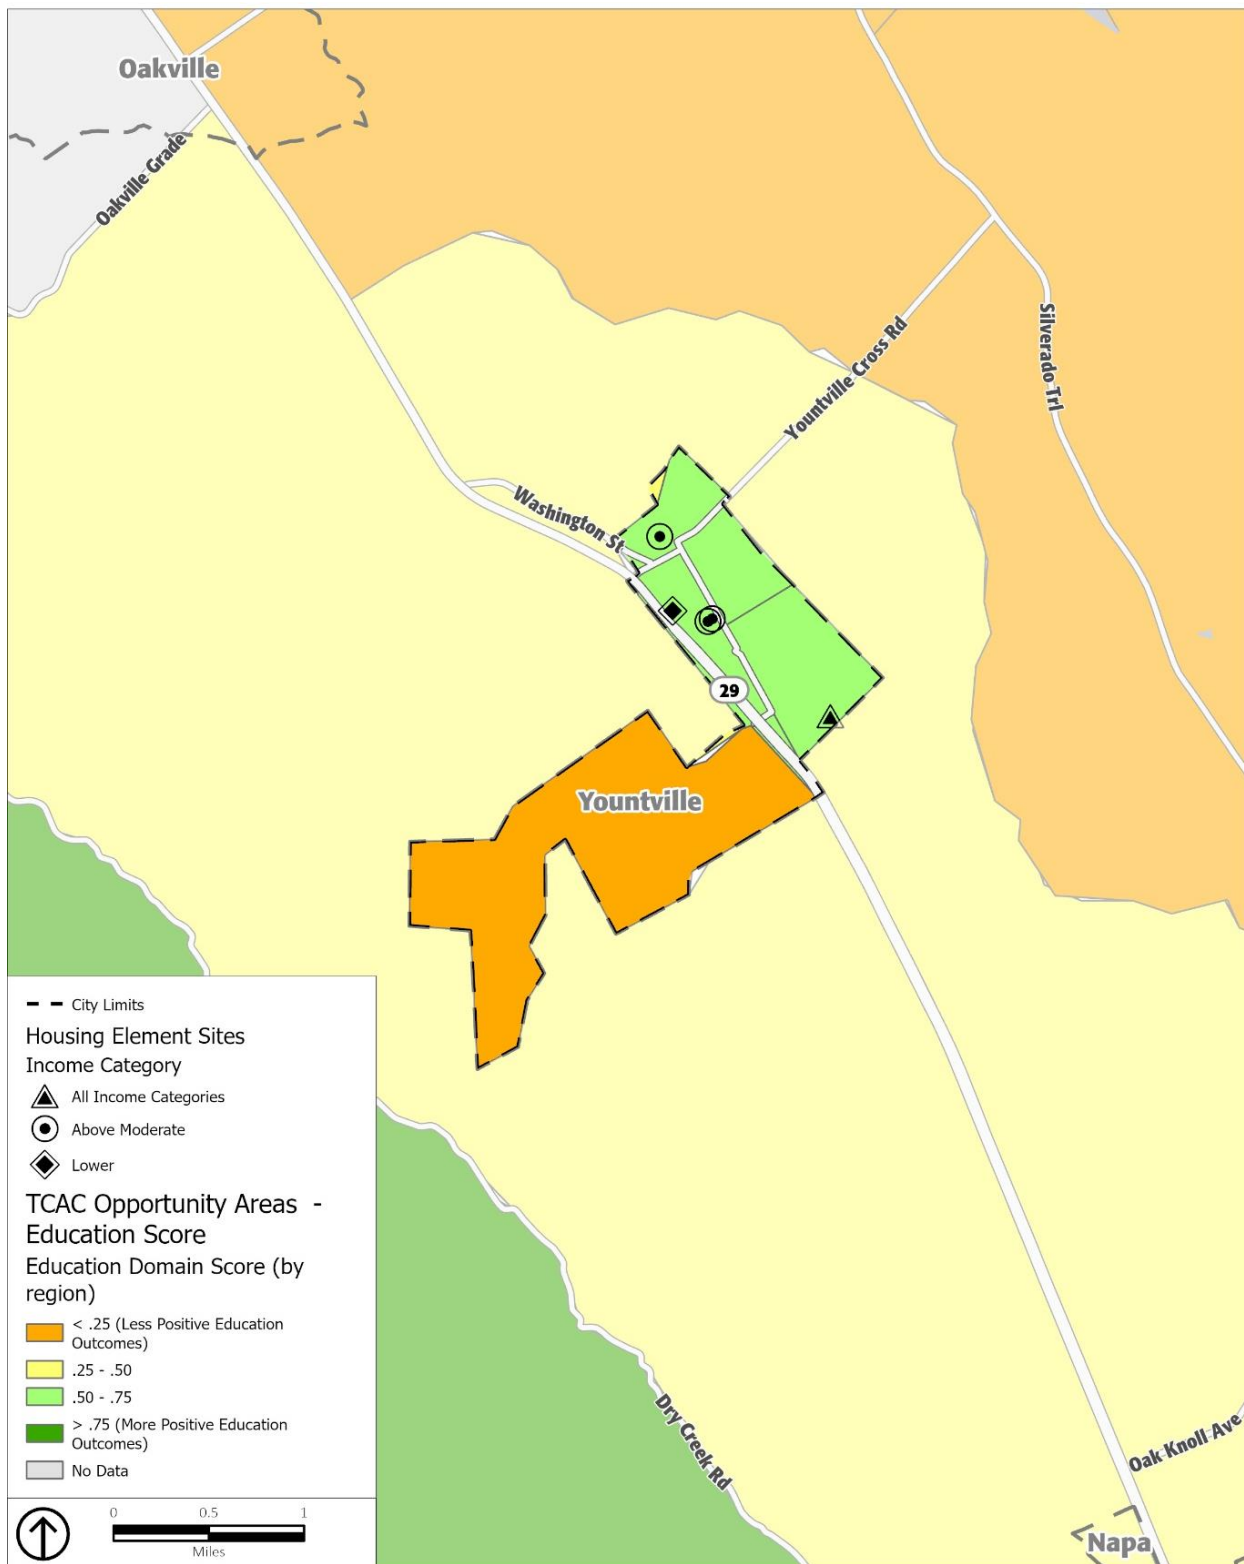 Oakville
Oakville Grade
Silverado Trl
Yountville Cross Rd
Washington St
29
Yountville
City Limits
Housing Element Sites
Income Category
All Income Categories
Above Moderate
Lower
TCAC Opportunity Areas -
Education Score
Education Domain Score (by
region)
< .25 (Less Positive Education
Outcomes)
.25 - .50
.50 - .75
> .75 (More Positive Education
Outcomes)
No Data
0 0.5 1
Miles
Dry Creek Rd
Oak Knoll Ave
Napa